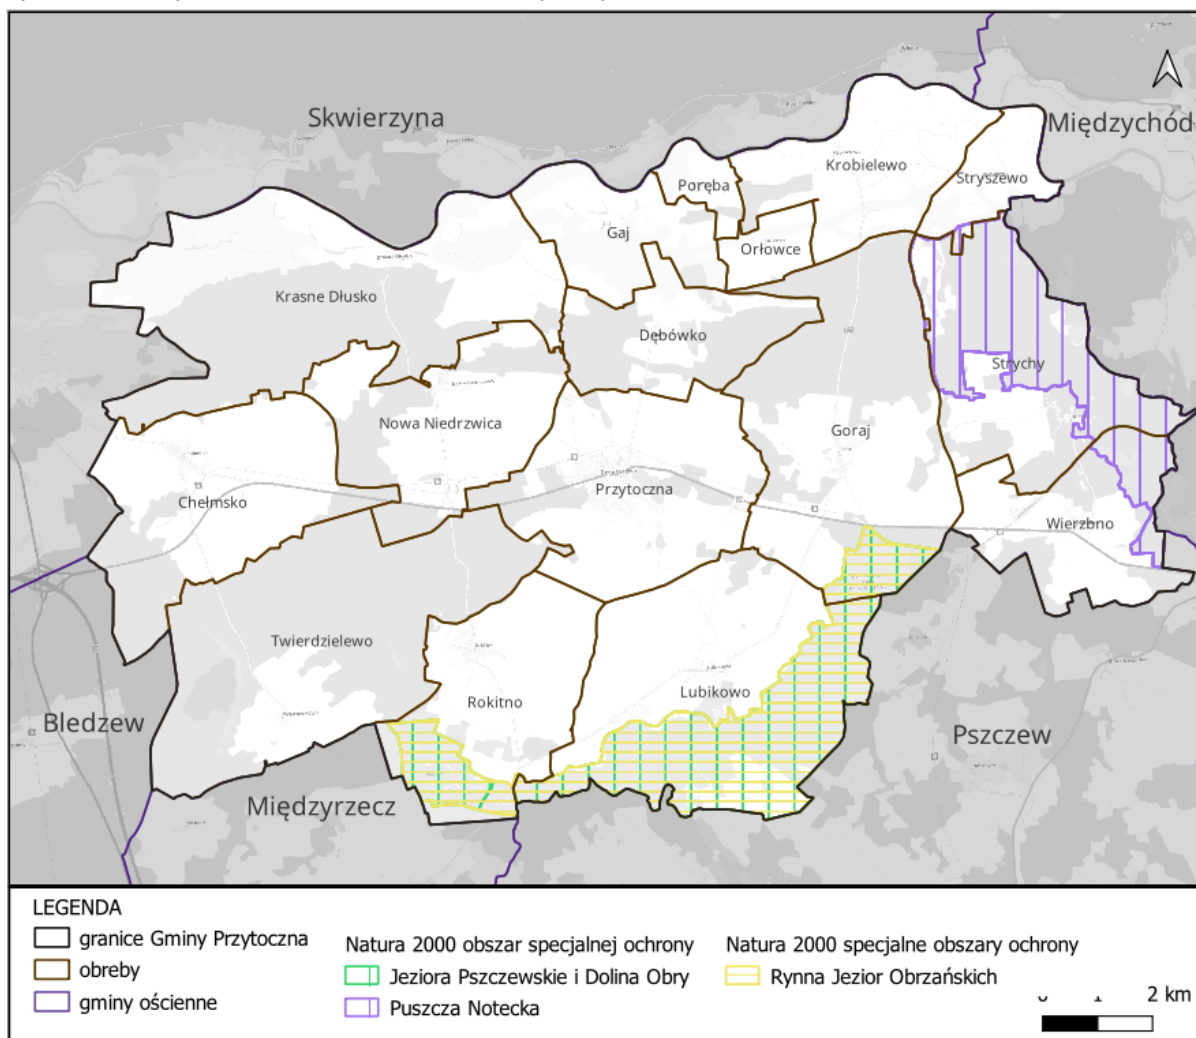 Skwierzyna
Międzychód
Krobielewo
Poręba
Stryszewo
Gaj
Orłowce
Krasne Dłusko
Dębówko
Strychy
Nowa Niedrzwica
Goraj
Przytoczna
Chełmsko
Wierzbno
Twierdzielewo
Lubikowo
Rokitno
Bledzew
Pszczew
Międzyrzecz
LEGENDA
granice Gminy Przytoczna
obreby
gminy ościenne
Natura 2000 obszar specjalnej ochrony
Jeziora Pszczewskie i Dolina Obry
Puszcza Notecka
Natura 2000 specjalne obszary ochrony
Rynna Jezior Obrzańskich
1 2 km